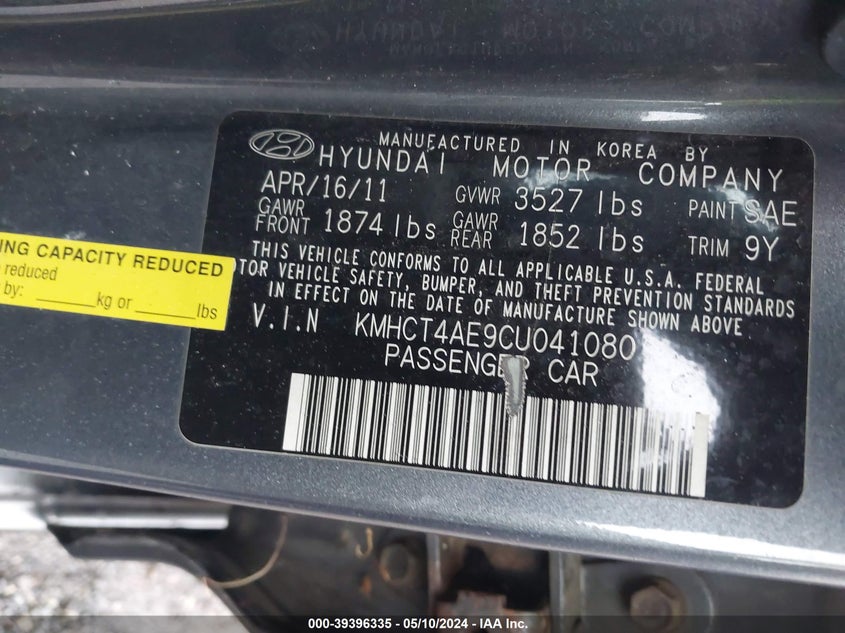 MANUFACTURED IN KOREA BY
HYUNDAI MOTOR COMPANY
APR/16/11 GVWR 3527 lbs PAINT SAE
GAWR FRONT 1874 lbs GAWR REAR 1852 lbs TRIM 9Y
THIS VEHICLE CONFORMS TO ALL APPLICABLE U.S.A. FEDERAL
TOR VEHICLE SAFETY, BUMPER, AND THEFT PREVENTION STANDARDS
IN EFFECT ON THE DATE OF MANUFACTURE SHOWN ABOVE
V.I.N KMHCT4AE9CU041080
PASSENGER CAR
ING CAPACITY REDUCED
reduced
by: ______kg or ______lbs
000-39396335 - 05/10/2024 - IAA Inc.